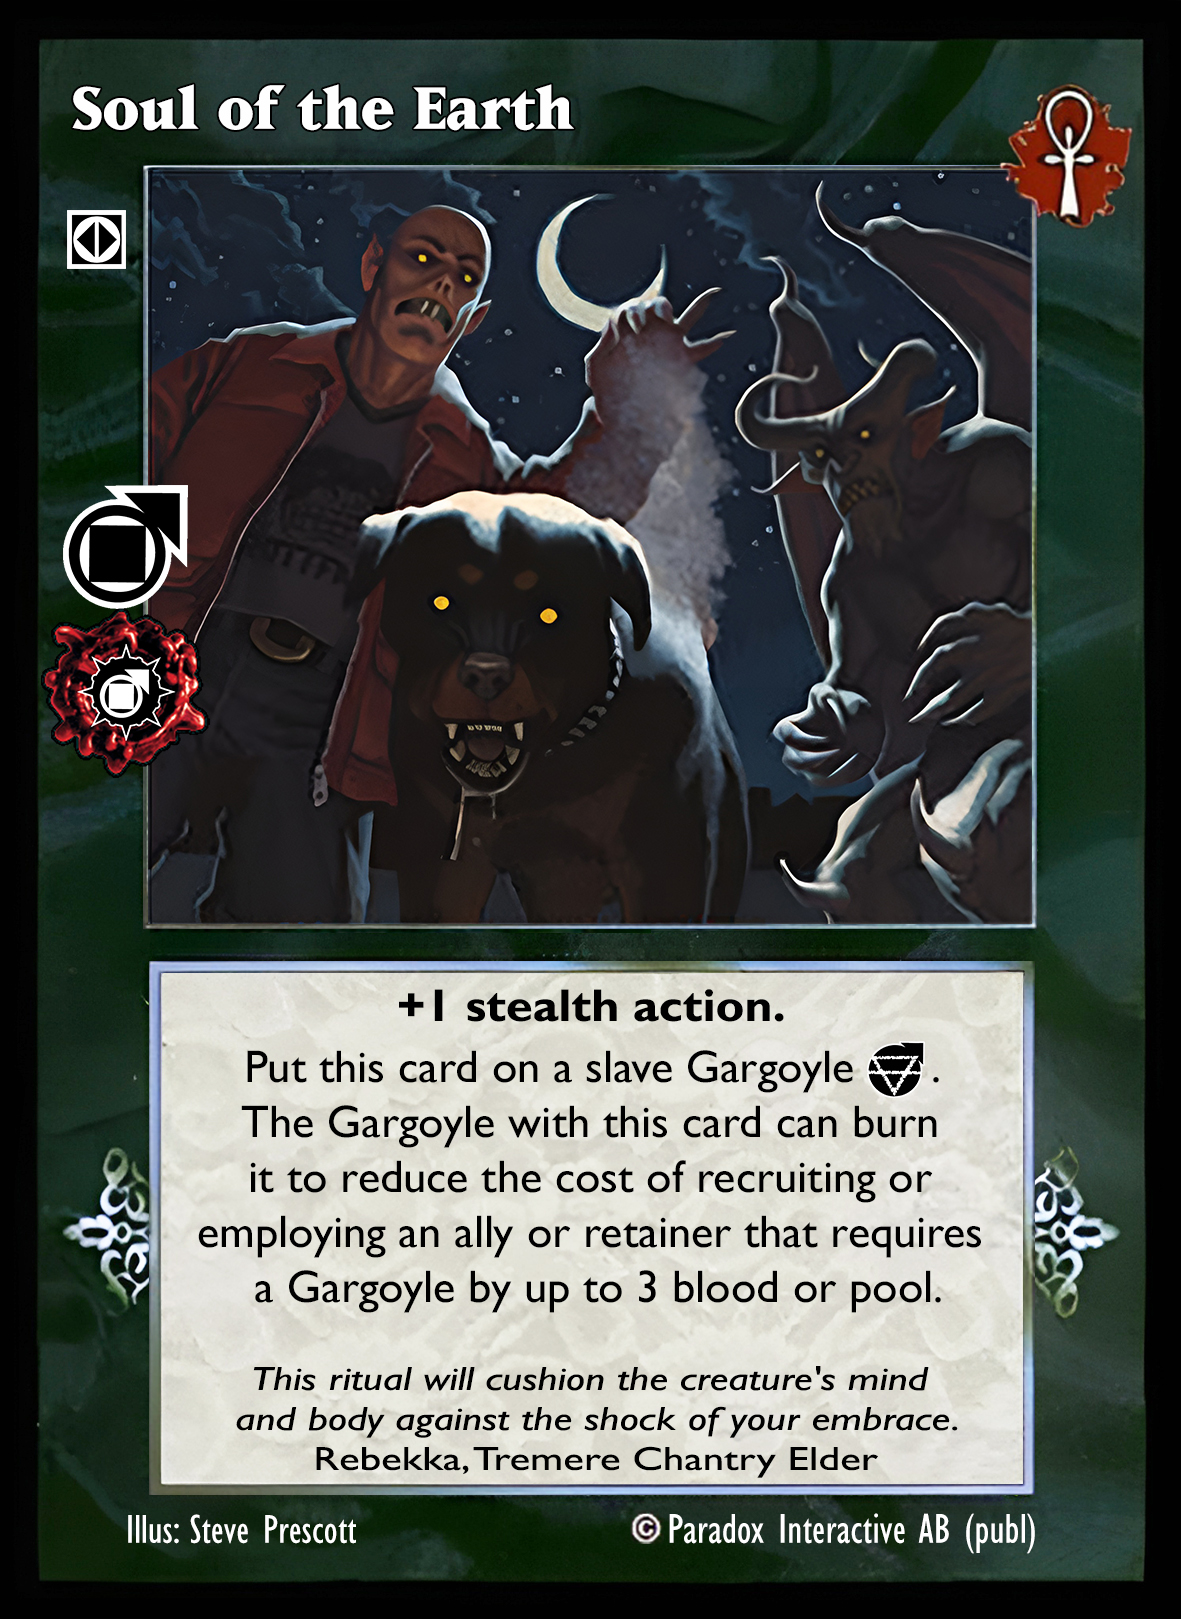 Soul of the Earth
+1 stealth action.
Put this card on a slave Gargoyle .
The Gargoyle with this card can burn
it to reduce the cost of recruiting or
employing an ally or retainer that requires
a Gargoyle by up to 3 blood or pool.
This ritual will cushion the creature's mind
and body against the shock of your embrace.
Rebekka, Tremere Chantry Elder
Illus: Steve Prescott
© Paradox Interactive AB (publ)